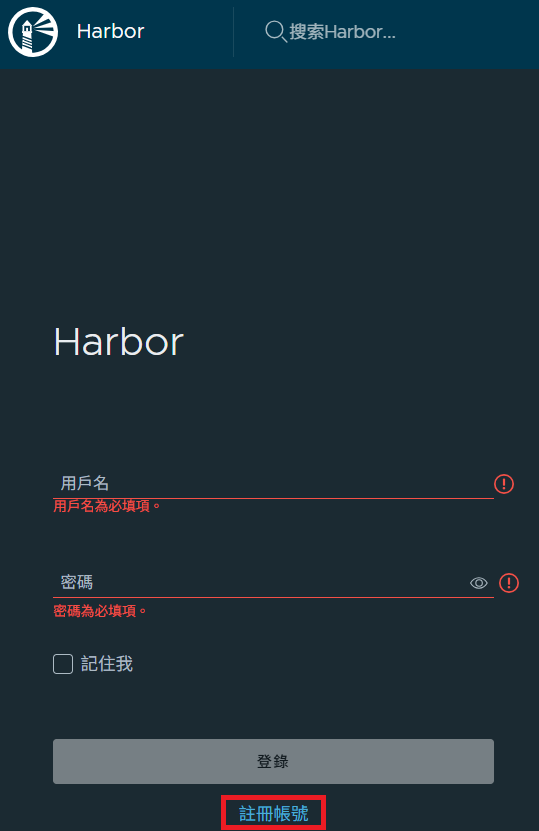 Harbor
搜索Harbor...
Harbor
用戶名
用戶名為必填項。
密碼
密碼為必填項。
記住我
登錄
註冊帳號